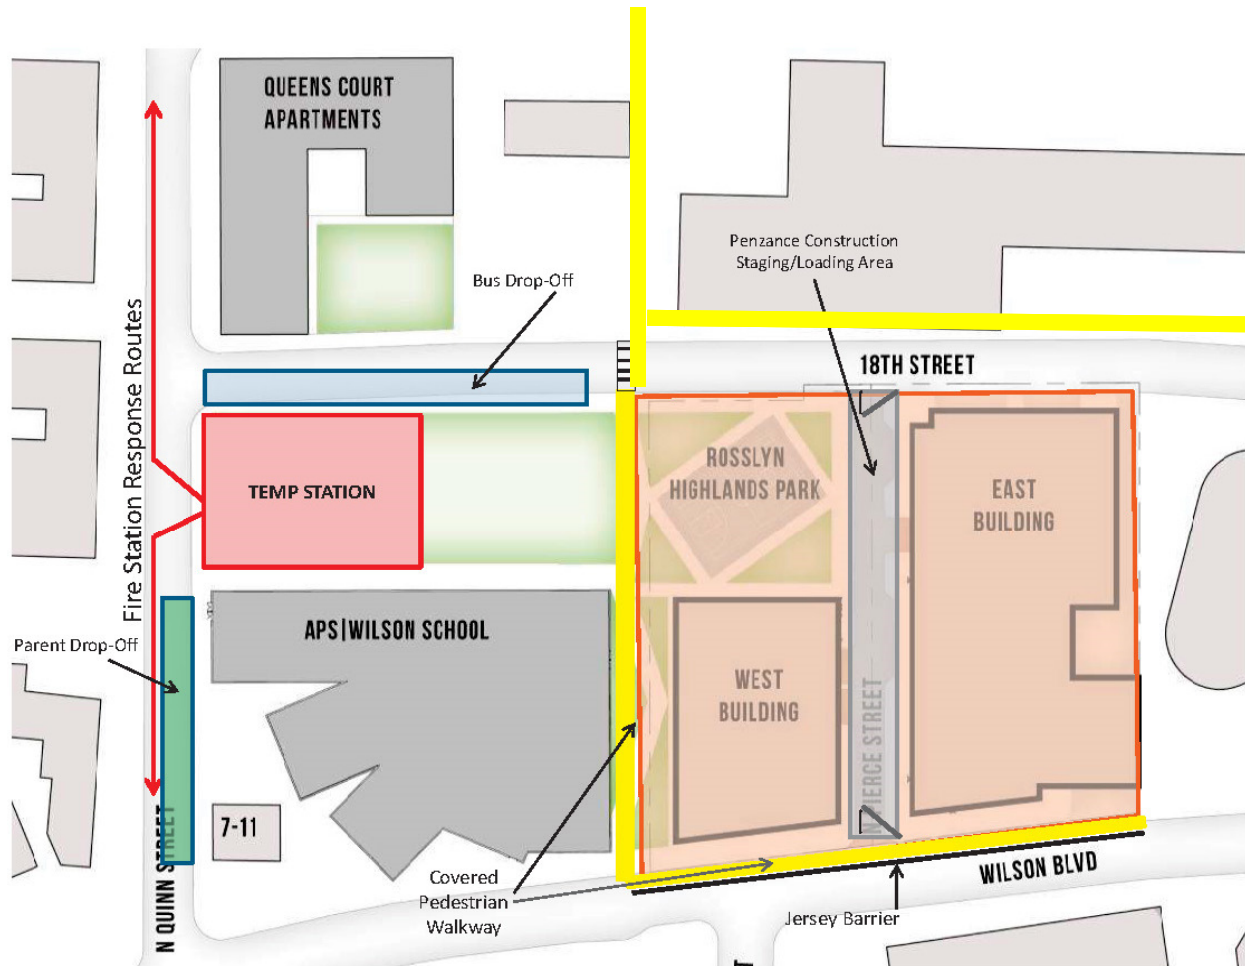 QUEENS COURT
APARTMENTS
Penzance Construction
Staging/Loading Area
Bus Drop-Off
Fire Station Response Routes
18TH STREET
TEMP STATION
ROSSLYN
HIGHLANDS PARK
EAST
BUILDING
APS|WILSON SCHOOL
Parent Drop-Off
WEST
BUILDING
N PIERCE STREET
7-11
N QUINN STREET
Covered
Pedestrian
Walkway
WILSON BLVD
Jersey Barrier